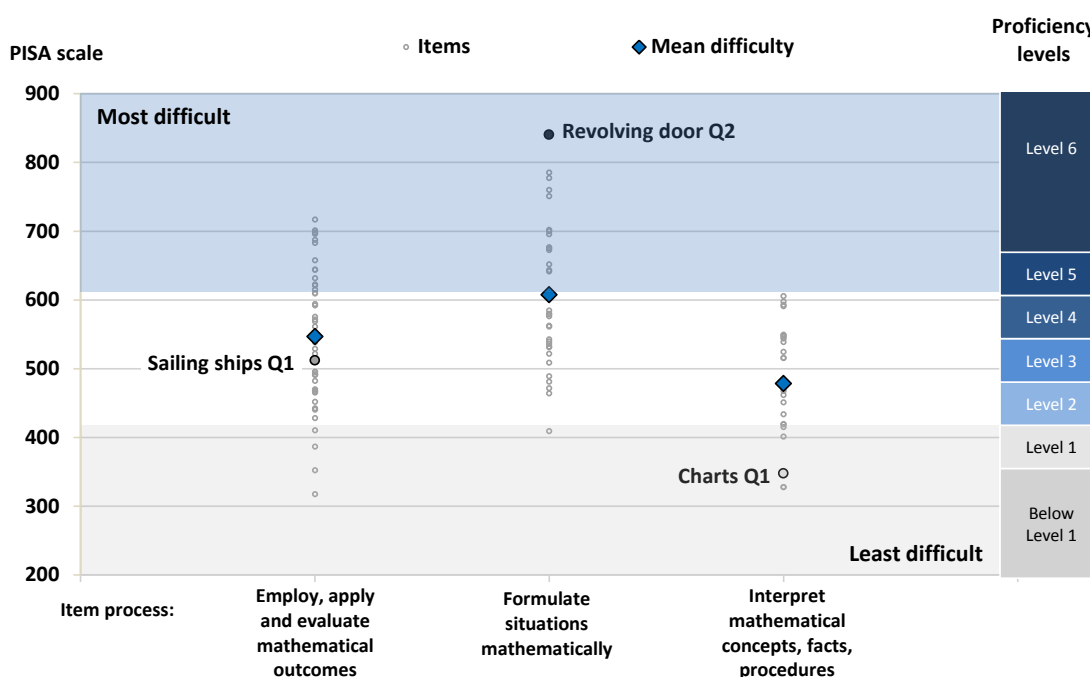 Proficiency
levels
PISA scale
Items
Mean difficulty
900
800
700
600
500
400
300
200
Most difficult
Revolving door Q2
Sailing ships Q1
Charts Q1
Least difficult
Level 6
Level 5
Level 4
Level 3
Level 2
Level 1
Below
Level 1
Item process:
Employ, apply
and evaluate
mathematical
outcomes
Formulate
situations
mathematically
Interpret
mathematical
concepts, facts,
procedures